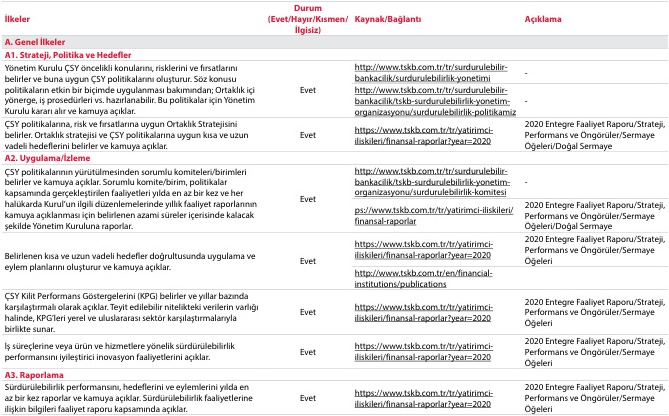 İlkeler
Durum
(Evet/Hayır/Kısmen/
İlgisiz)
Kaynak/Bağlantı
Açıklama
A. Genel İlkeler
A1. Strateji, Politika ve Hedefler
Yönetim Kurulu ÇSY öncelikli konularını, risklerini ve fırsatlarını
belirler ve buna uygun ÇSY politikalarını oluşturur. Söz konusu
politikaların etkin bir biçimde uygulanması bakımından; Ortaklık içi
yönerge, iş prosedürleri vs. hazırlanabilir. Bu politikalar için Yönetim
Kurulu kararı alır ve kamuya açıklar.
Evet
http://www.tskb.com.tr/tr/surdurulebilir-
bankacilik/surdurulebilirlik-yonetimi
-
http://www.tskb.com.tr/tr/surdurulebilir-
bankacilik/tskb-surdurulebilirlik-yonetim-
organizasyonu/surdurulebilirlik-politikamiz
-
ÇSY politikalarına, risk ve fırsatlarına uygun Ortaklık Stratejisini
belirler. Ortaklık stratejisi ve ÇSY politikalarına uygun kısa ve uzun
vadeli hedeflerini belirler ve kamuya açıklar.
Evet
https://www.tskb.com.tr/tr/yatirimci-
iliskileri/finansal-raporlar?year=2020
2020 Entegre Faaliyet Raporu/Strateji,
Performans ve Öngörüler/Sermaye
Öğeleri/Doğal Sermaye
A2. Uygulama/İzleme
ÇSY politikalarının yürütülmesinden sorumlu komiteleri/birimleri
belirler ve kamuya açıklar. Sorumlu komite/birim, politikalar
kapsamında gerçekleştirilen faaliyetleri yılda en az bir kez ve her
halükarda Kurul'un ilgili düzenlemelerinde yıllık faaliyet raporlarının
kamuya açıklanması için belirlenen azami süreler içerisinde kalacak
şekilde Yönetim Kuruluna raporlar.
Evet
http://www.tskb.com.tr/tr/surdurulebilir-
bankacilik/tskb-surdurulebilirlik-yonetim-
organizasyonu/surdurulebilirlik-komitesi
-
ps://www.tskb.com.tr/tr/yatirimci-iliskileri/
finansal-raporlar
2020 Entegre Faaliyet Raporu/Strateji,
Performans ve Öngörüler/Sermaye
Öğeleri/Doğal Sermaye
Belirlenen kısa ve uzun vadeli hedefler doğrultusunda uygulama ve
eylem planlarını oluşturur ve kamuya açıklar.
Evet
https://www.tskb.com.tr/tr/yatirimci-
iliskileri/finansal-raporlar?year=2020
2020 Entegre Faaliyet Raporu/Strateji,
Performans ve Öngörüler/Sermaye
Öğeleri
http://www.tskb.com.tr/en/financial-
institutions/publications
ÇSY Kilit Performans Göstergelerini (KPG) belirler ve yıllar bazında
karşılaştırmalı olarak açıklar. Teyit edilebilir nitelikteki verilerin varlığı
halinde, KPG'leri yerel ve uluslararası sektör karşılaştırmalarıyla
birlikte sunar.
Evet
https://www.tskb.com.tr/tr/yatirimci-
iliskileri/finansal-raporlar?year=2020
2020 Entegre Faaliyet Raporu/Strateji,
Performans ve Öngörüler/Sermaye
Öğeleri
İş süreçlerine veya ürün ve hizmetlere yönelik sürdürülebilirlik
performansını iyileştirici inovasyon faaliyetlerini açıklar.
Evet
https://www.tskb.com.tr/tr/yatirimci-
iliskileri/finansal-raporlar?year=2020
2020 Entegre Faaliyet Raporu/Strateji,
Performans ve Öngörüler/Sermaye
Öğeleri
A3. Raporlama
Sürdürülebilirlik performansını, hedeflerini ve eylemlerini yılda en
az bir kez raporlar ve kamuya açıklar. Sürdürülebilirlik faaliyetlerine
ilişkin bilgileri faaliyet raporu kapsamında açıklar.
Evet
https://www.tskb.com.tr/tr/yatirimci-
iliskileri/finansal-raporlar?year=2020
2020 Entegre Faaliyet Raporu/Strateji,
Performans ve Öngörüler/Sermaye
Öğeleri